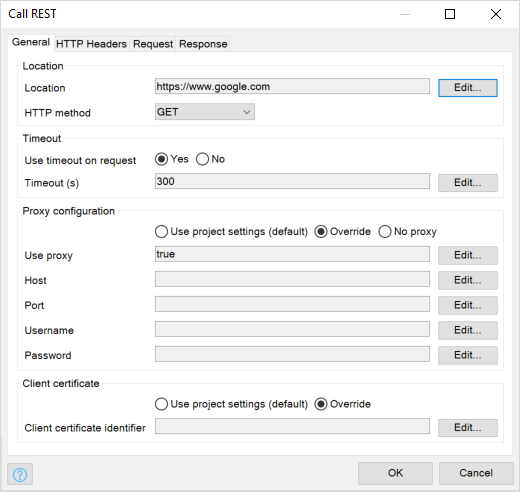 Call REST
General HTTP Headers Request Response
Location
Location https://www.google.com Edit...
HTTP method GET
Timeout
Use timeout on request Yes No
Timeout (s) 300 Edit...
Proxy configuration
Use project settings (default) Override No proxy
Use proxy true Edit...
Host Edit...
Port Edit...
Username Edit...
Password Edit...
Client certificate
Use project settings (default) Override
Client certificate identifier Edit...
? OK Cancel